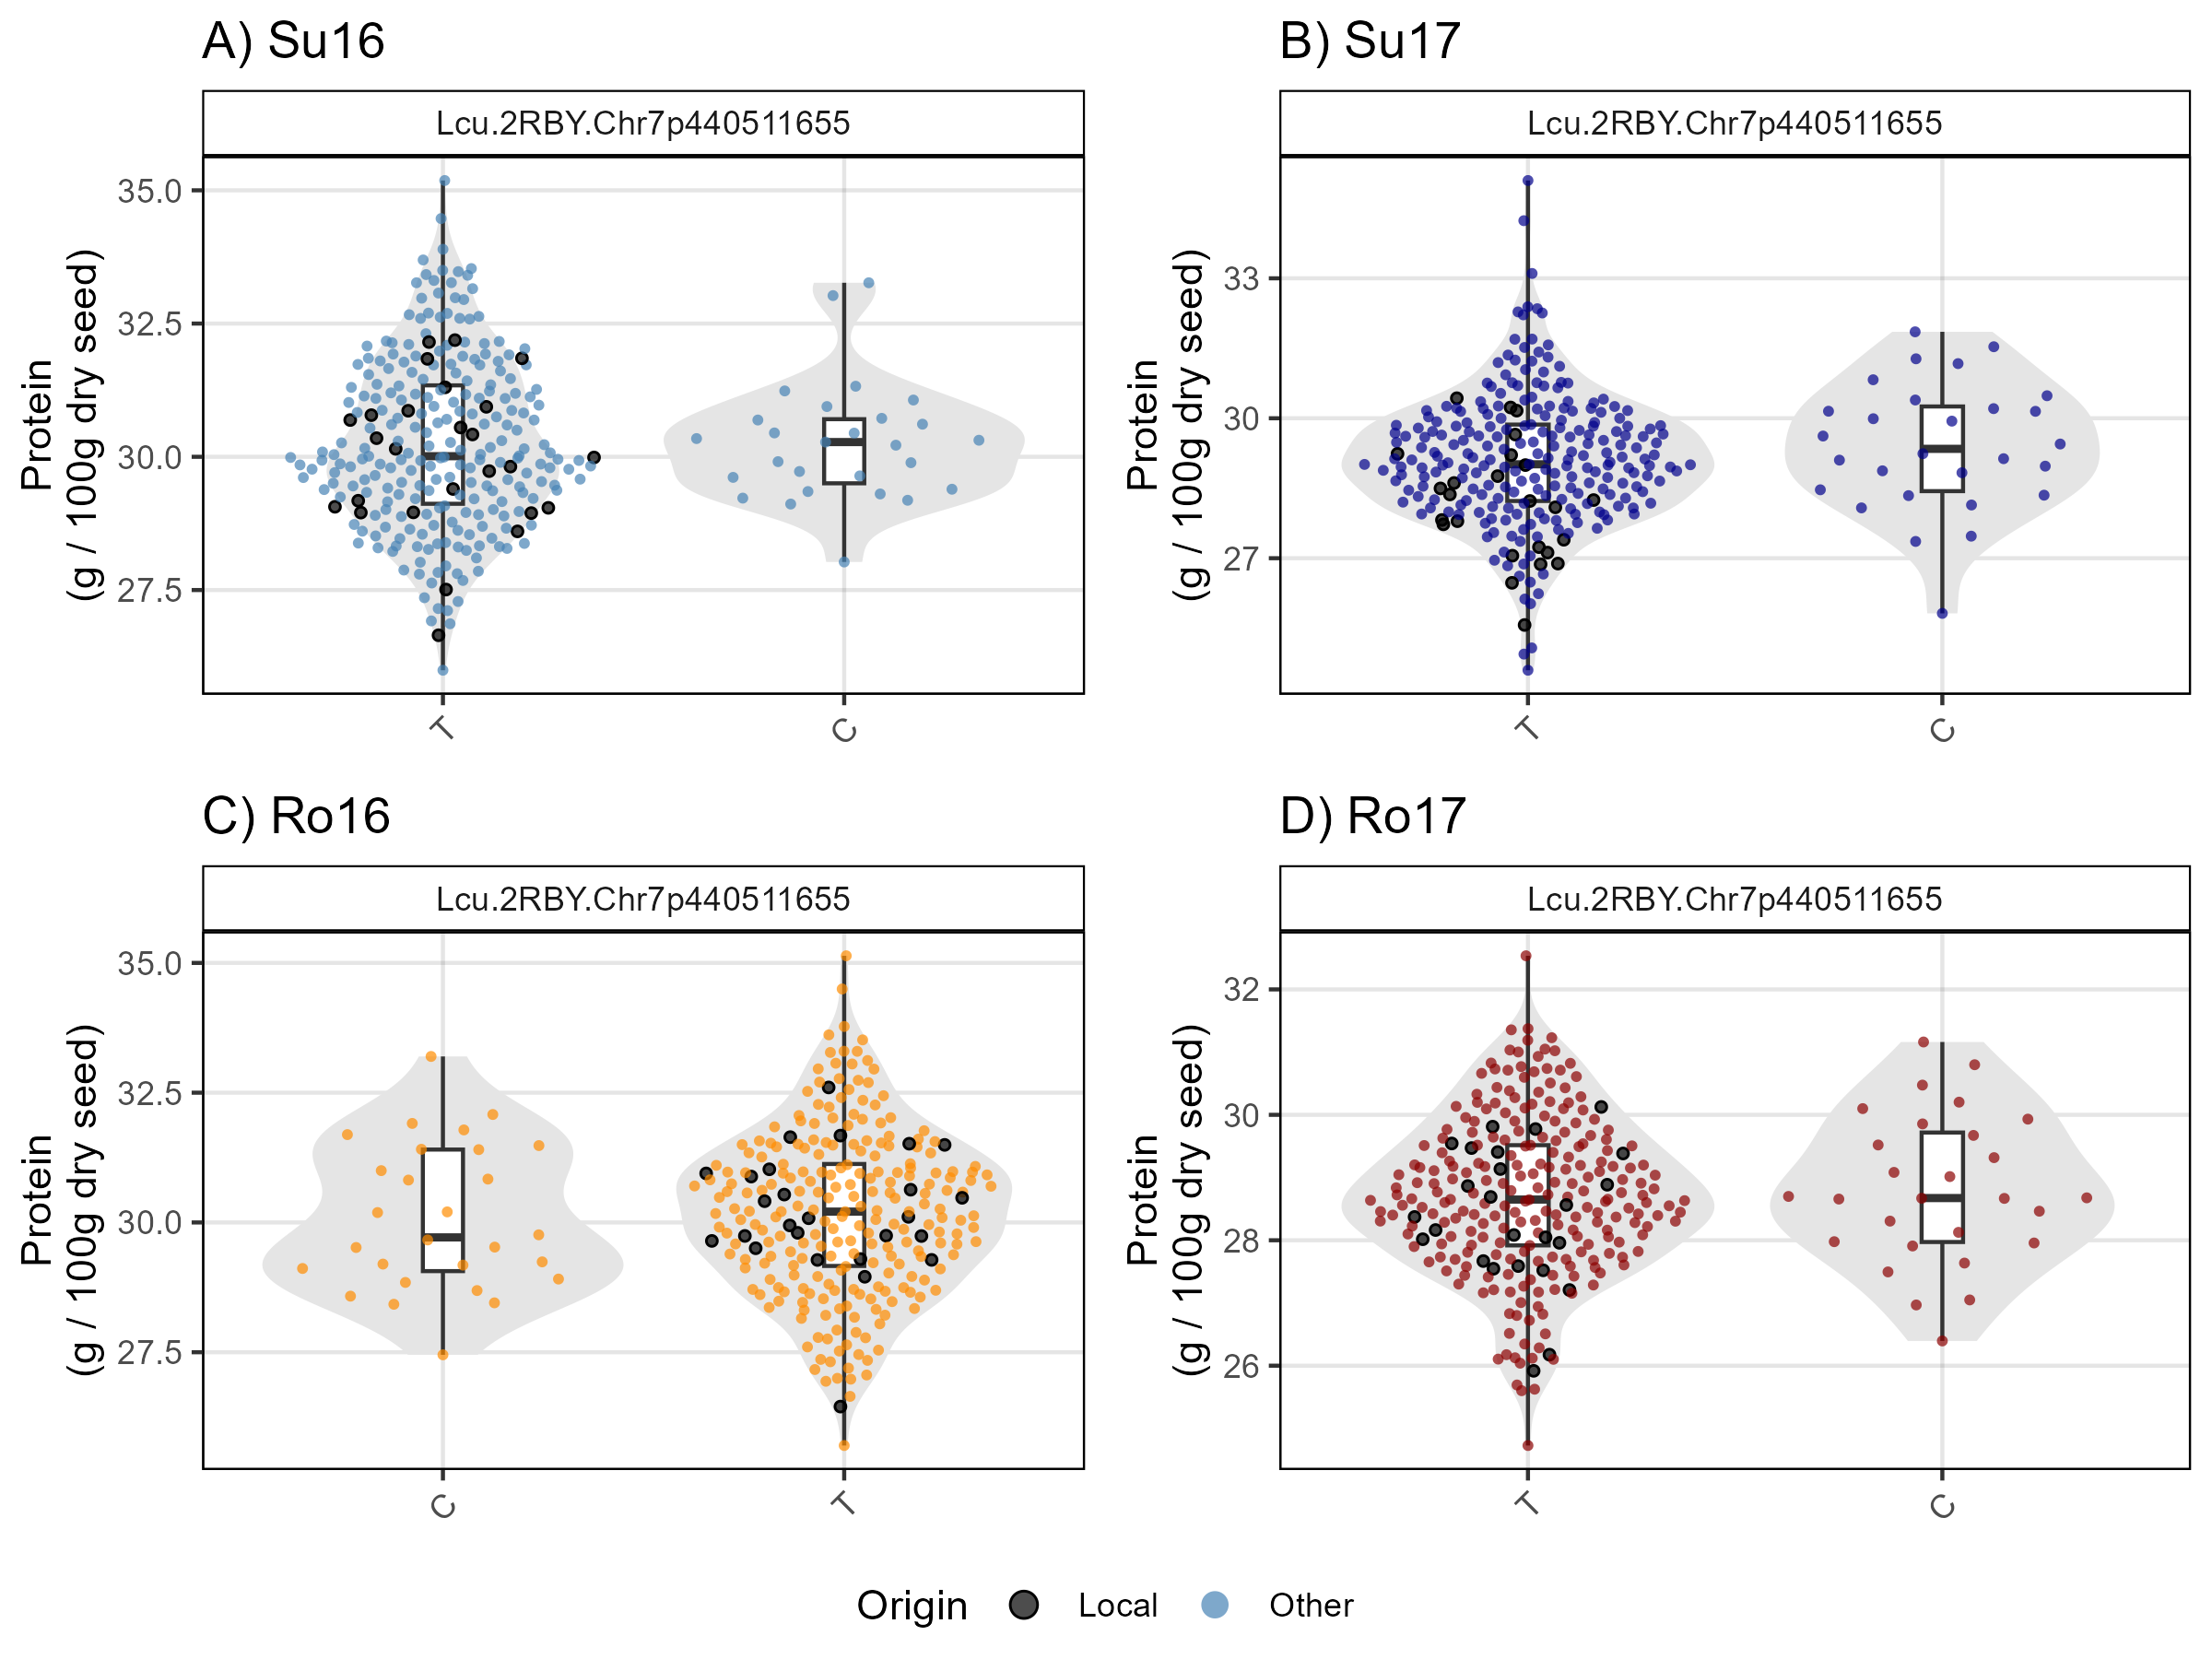 A) Su16
Lcu.2RBY.Chr7p440511655
Protein
(g / 100g dry seed)
35.0
32.5
30.0
27.5
T
C
B) Su17
Lcu.2RBY.Chr7p440511655
Protein
(g / 100g dry seed)
33
30
27
T
C
C) Ro16
Lcu.2RBY.Chr7p440511655
Protein
(g / 100g dry seed)
35.0
32.5
30.0
27.5
C
T
D) Ro17
Lcu.2RBY.Chr7p440511655
Protein
(g / 100g dry seed)
32
30
28
26
T
C
Origin Local Other